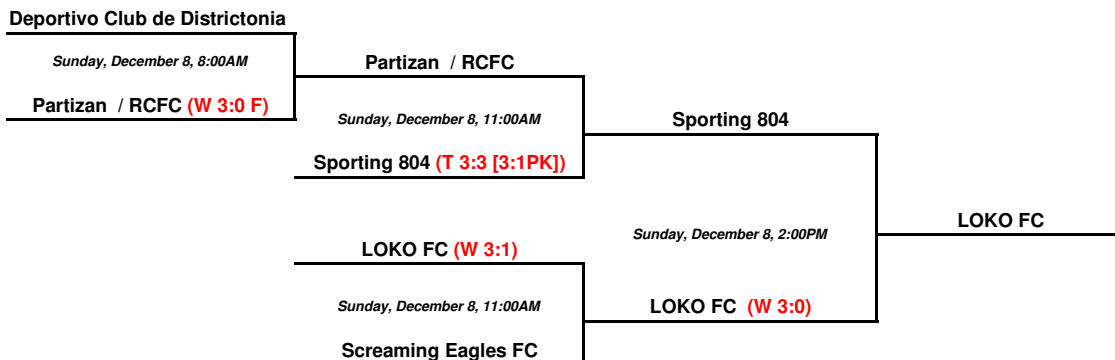 Deportivo Club de Districtonia
Sunday, December 8, 8:00AM
Partizan / RCFC (W 3:0 F)
Partizan / RCFC
Sunday, December 8, 11:00AM
Sporting 804 (T 3:3 [3:1PK])
LOKO FC (W 3:1)
Sunday, December 8, 11:00AM
Screaming Eagles FC
Sporting 804
Sunday, December 8, 2:00PM
LOKO FC (W 3:0)
LOKO FC